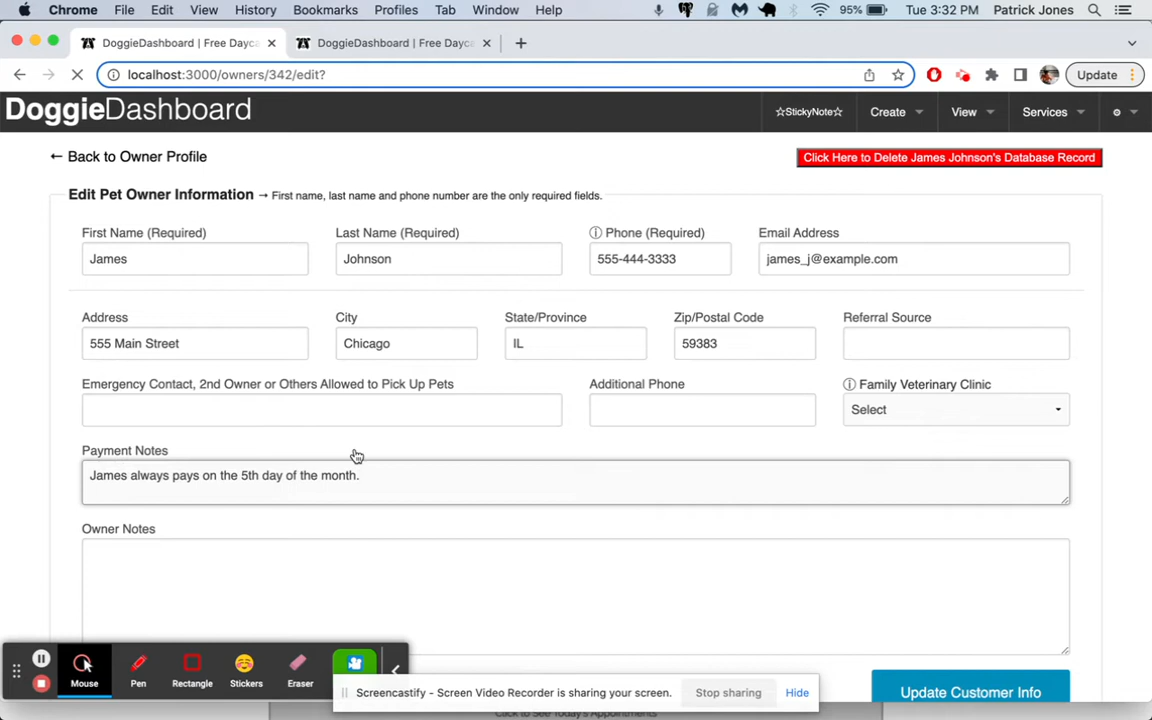 Chrome File Edit View History Bookmarks Profiles Tab Window Help 95% Tue 3:32 PM Patrick Jones
DoggieDashboard | Free Dayca DoggieDashboard | Free Dayca
localhost:3000/owners/342/edit? Update
DoggieDashboard ☆StickyNote☆ Create View Services
← Back to Owner Profile Click Here to Delete James Johnson's Database Record
Edit Pet Owner Information → First name, last name and phone number are the only required fields.
First Name (Required) Last Name (Required) Phone (Required) Email Address
James Johnson 555-444-3333 james_j@example.com
Address City State/Province Zip/Postal Code Referral Source
555 Main Street Chicago IL 59383
Emergency Contact, 2nd Owner or Others Allowed to Pick Up Pets Additional Phone Family Veterinary Clinic
Select
Payment Notes
James always pays on the 5th day of the month.
Owner Notes
Mouse Pen Rectangle Stickers Eraser
Screencastify - Screen Video Recorder is sharing your screen. Stop sharing Hide
Update Customer Info
Click to See Today's Appointments